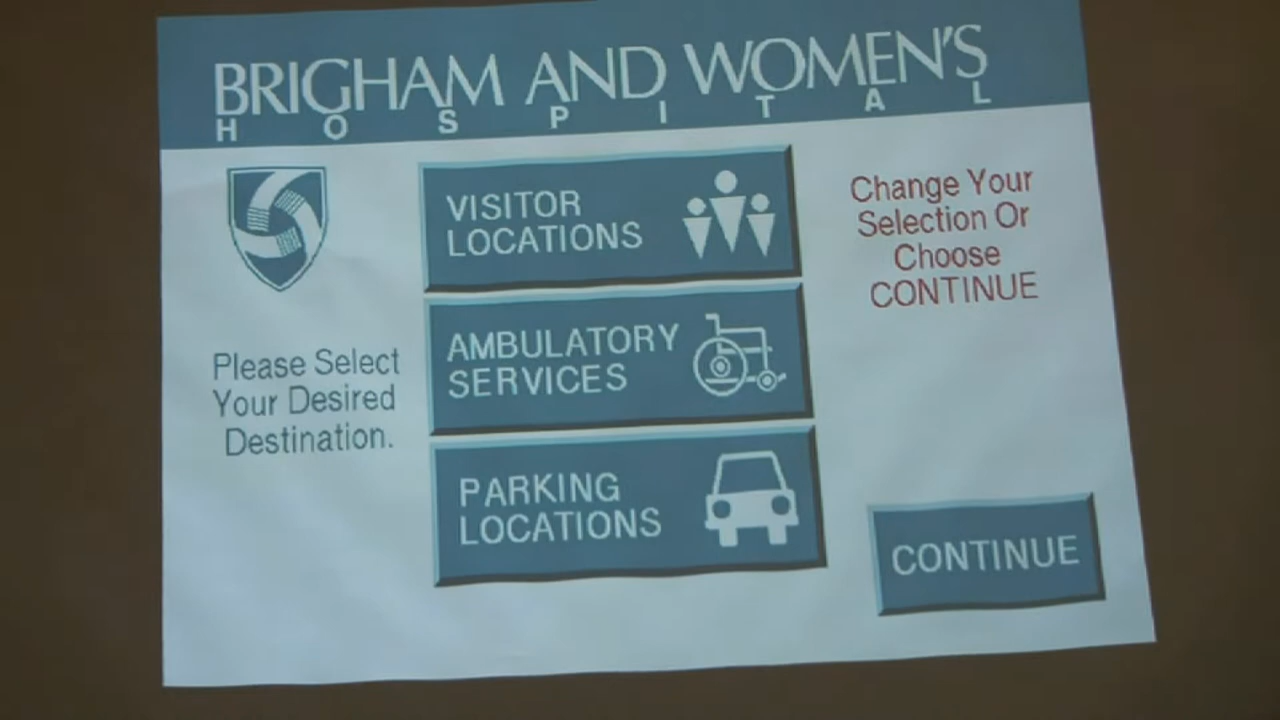 BRIGHAM AND WOMEN'S
HOSPITAL
Please Select
Your Desired
Destination.
VISITOR
LOCATIONS
AMBULATORY
SERVICES
PARKING
LOCATIONS
Change Your
Selection Or
Choose
CONTINUE
CONTINUE